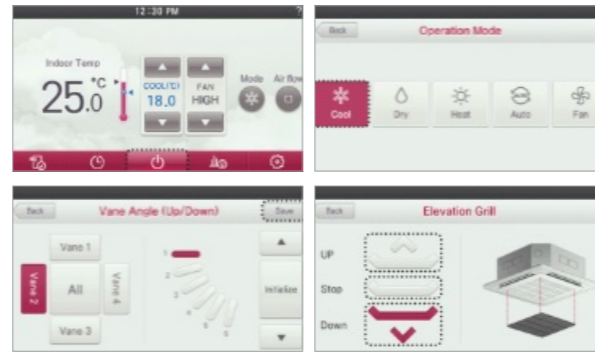 12:30 PM
?
Indoor Temp
25.0 °C
COOL(°C)
18.0
FAN
HIGH
Mode
Air flow
Back
Operation Mode
Cool
Dry
Heat
Auto
Fan
Back
Vane Angle (Up/Down)
Save
Vane 1
Vane 2
All
Vane 4
Vane 3
1
2
3
4
5
6
Initialize
Back
Elevation Grill
UP
Stop
Down